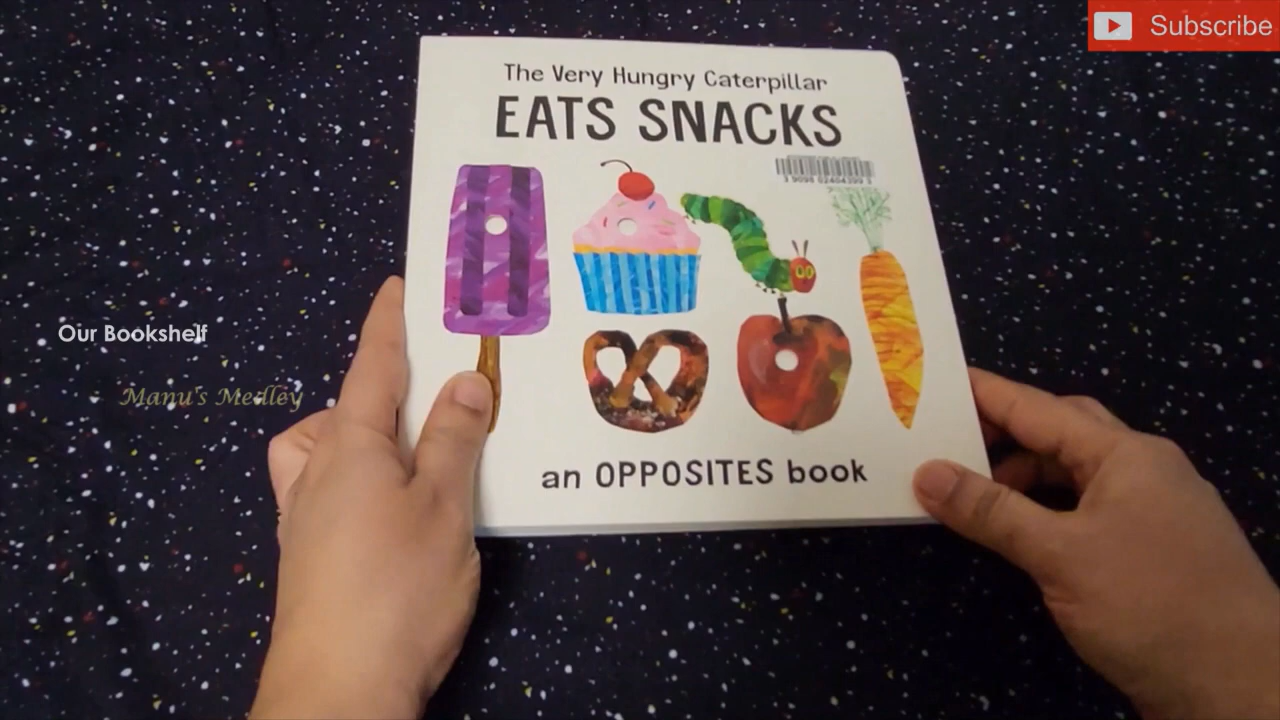 Subscribe
The Very Hungry Caterpillar
EATS SNACKS
Our Bookshelf
Manu's Medley
an OPPOSITES book